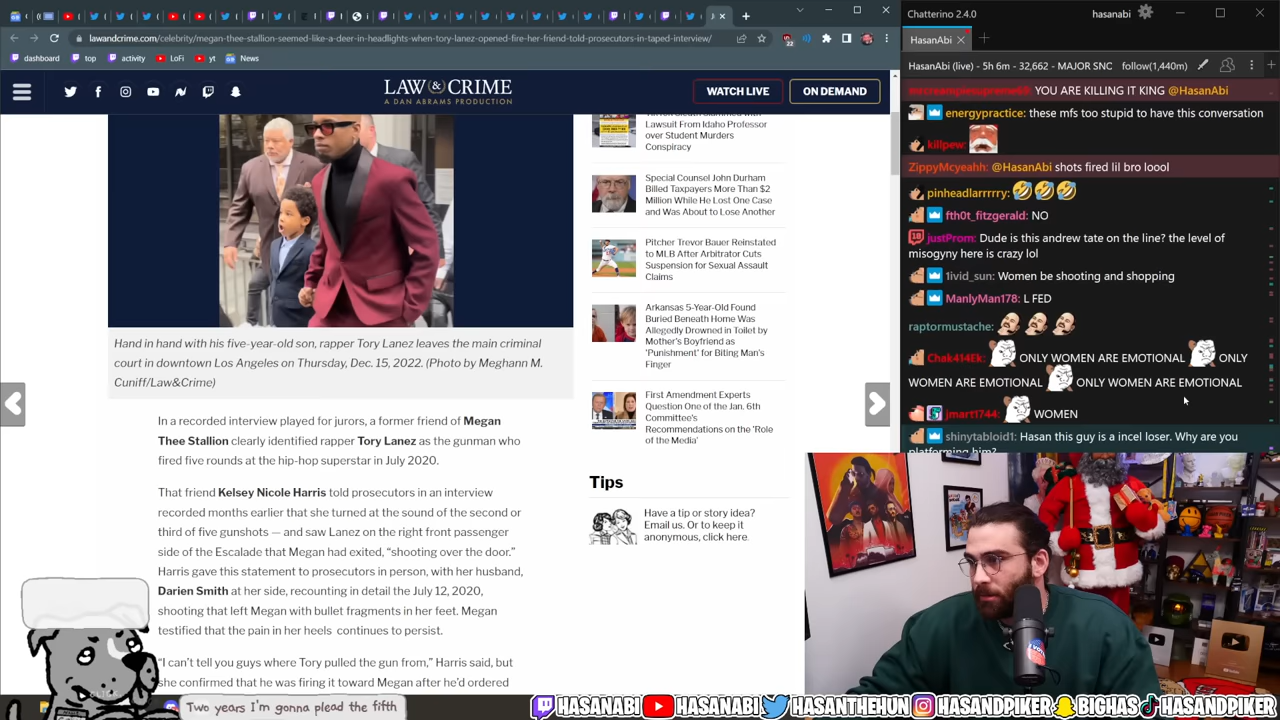 lawandcrime.com/celebrity/megan-thee-stallion-seemed-like-a-deer-in-headlights-when-tory-lanez-opened-fire-her-friend-told-prosecutors-in-taped-interview/
22
dashboard
top
activity
LoFi
yt
News
LAW & CRIME
A DAN ABRAMS PRODUCTION
WATCH LIVE
ON DEMAND
Lawsuit From Idaho Professor
over Student Murders
Conspiracy
Special Counsel John Durham
Billed Taxpayers More Than $2
Million While He Lost One Case
and Was About to Lose Another
Pitcher Trevor Bauer Reinstated
to MLB After Arbitrator Cuts
Suspension for Sexual Assault
Claims
Arkansas 5-Year-Old Found
Buried Beneath Home Was
Allegedly Drowned in Toilet by
Mother's Boyfriend as
'Punishment' for Biting Man's
Finger
First Amendment Experts
Question One of the Jan. 6th
Committee's
Recommendations on the 'Role
of the Media'
Tips
Have a tip or story idea?
Email us. Or to keep it
anonymous, click here.
Hand in hand with his five-year-old son, rapper Tory Lanez leaves the main criminal
court in downtown Los Angeles on Thursday, Dec. 15, 2022. (Photo by Meghann M.
Cuniff/Law&Crime)
In a recorded interview played for jurors, a former friend of Megan
Thee Stallion clearly identified rapper Tory Lanez as the gunman who
fired five rounds at the hip-hop superstar in July 2020.
That friend Kelsey Nicole Harris told prosecutors in an interview
recorded months earlier that she turned at the sound of the second or
third of five gunshots — and saw Lanez on the right front passenger
side of the Escalade that Megan had exited, “shooting over the door.”
Harris gave this statement to prosecutors in person, with her husband,
Darien Smith at her side, recounting in detail the July 12, 2020,
shooting that left Megan with bullet fragments in her feet. Megan
testified that the pain in her heels continues to persist.
“I can't tell you guys where Tory pulled the gun from,” Harris said, but
she confirmed that he was firing it toward Megan after he'd ordered
CLICK
Two years I'm gonna plead the fifth
Chatterino 2.4.0
hasanabi
HasanAbi
HasanAbi (live) - 5h 6m - 32,662 - MAJOR SNC
follow(1,440m)
YOU ARE KILLING IT KING @HasanAbi
energypractice: these mfs too stupid to have this conversation
killpew:
ZippyMcyeahh: @HasanAbi shots fired lil bro loool
pinheadlarrrrry:
fth0t_fitzgerald: NO
justProm: Dude is this andrew tate on the line? the level of
misogyny here is crazy lol
1ivid_sun: Women be shooting and shopping
ManlyMan178: L FED
raptormustache:
Chak414Ek: ONLY WOMEN ARE EMOTIONAL ONLY
WOMEN ARE EMOTIONAL ONLY WOMEN ARE EMOTIONAL
jmart1744: WOMEN
shinytabloid1: Hasan this guy is a incel loser. Why are you
platforming him?
HASANABI HASANABI HASANTHEHUN HASANDPIKER BIGHAS HASANDPIKER